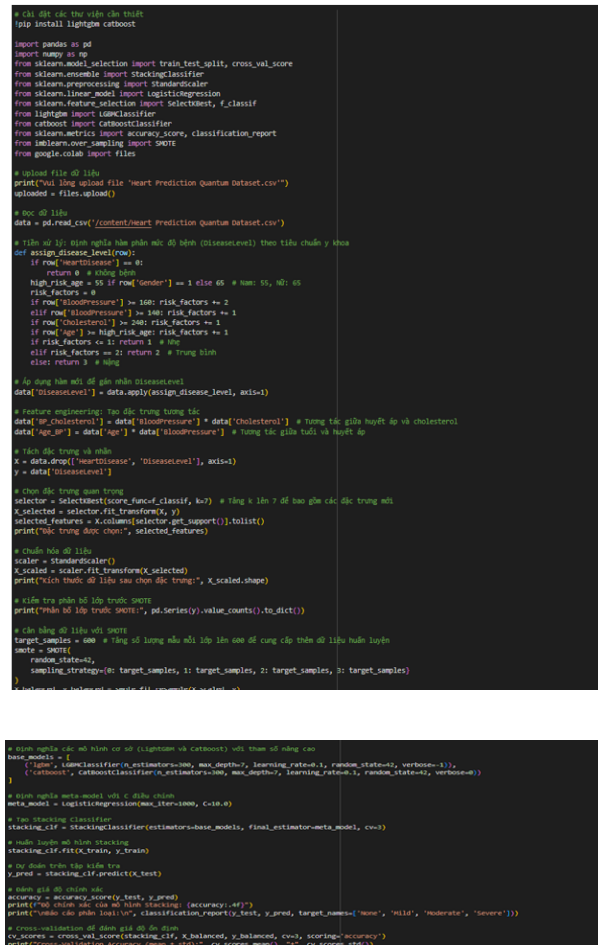 # Cài đặt các thư viện cần thiết
!pip install lightgbm catboost
import pandas as pd
import numpy as np
from sklearn.model_selection import train_test_split, cross_val_score
from sklearn.ensemble import StackingClassifier
from sklearn.preprocessing import StandardScaler
from sklearn.linear_model import LogisticRegression
from sklearn.feature_selection import SelectKBest, f_classif
from lightgbm import LGBMClassifier
from catboost import CatBoostClassifier
from sklearn.metrics import accuracy_score, classification_report
from imblearn.over_sampling import SMOTE
from google.colab import files
# Upload file dữ liệu
print("Vui lòng upload file 'Heart Prediction Quantum Dataset.csv'")
uploaded = files.upload()
# Đọc dữ liệu
data = pd.read_csv('/content/Heart Prediction Quantum Dataset.csv')
# Tiền xử lý: Định nghĩa hàm phân mức độ bệnh (DiseaseLevel) theo tiêu chuẩn y khoa
def assign_disease_level(row):
if row['HeartDisease'] == 0:
return 0 # Không bệnh
high_risk_age = 55 if row['Gender'] == 1 else 65 # Nam: 55, Nữ: 65
risk_factors = 0
if row['BloodPressure'] >= 160: risk_factors += 2
elif row['BloodPressure'] >= 140: risk_factors += 1
if row['Cholesterol'] >= 240: risk_factors += 1
if row['Age'] >= high_risk_age: risk_factors += 1
if risk_factors <= 1: return 1 # Nhẹ
elif risk_factors == 2: return 2 # Trung bình
else: return 3 # Nặng
# Áp dụng hàm mới để gán nhãn DiseaseLevel
data['DiseaseLevel'] = data.apply(assign_disease_level, axis=1)
# Feature engineering: Tạo đặc trưng tương tác
data['BP_Cholesterol'] = data['BloodPressure'] * data['Cholesterol'] # Tương tác giữa huyết áp và cholesterol
data['Age_BP'] = data['Age'] * data['BloodPressure'] # Tương tác giữa tuổi và huyết áp
# Tách đặc trưng và nhãn
X = data.drop(['HeartDisease', 'DiseaseLevel'], axis=1)
y = data['DiseaseLevel']
# Chọn đặc trưng quan trọng
selector = SelectKBest(score_func=f_classif, k=7) # Tăng k lên 7 để bao gồm các đặc trưng mới
X_selected = selector.fit_transform(X, y)
selected_features = X.columns[selector.get_support()].tolist()
print("Đặc trưng được chọn:", selected_features)
# Chuẩn hóa dữ liệu
scaler = StandardScaler()
X_scaled = scaler.fit_transform(X_selected)
print("Kích thước dữ liệu sau chọn đặc trưng:", X_scaled.shape)
# Kiểm tra phân bố lớp trước SMOTE
print("Phân bố lớp trước SMOTE:", pd.Series(y).value_counts().to_dict())
# Cân bằng dữ liệu với SMOTE
target_samples = 600 # Tăng số lượng mẫu mỗi lớp lên 600 để cung cấp thêm dữ liệu huấn luyện
smote = SMOTE(
random_state=42,
sampling_strategy={0: target_samples, 1: target_samples, 2: target_samples, 3: target_samples}
)
# Định nghĩa các mô hình cơ sở (LightGBM và CatBoost) với tham số nâng cao
base_models = [
('lgbm', LGBMClassifier(n_estimators=300, max_depth=7, learning_rate=0.1, random_state=42, verbose=-1)),
('catboost', CatBoostClassifier(n_estimators=300, max_depth=7, learning_rate=0.1, random_state=42, verbose=0))
]
# Định nghĩa meta-model với C điều chỉnh
meta_model = LogisticRegression(max_iter=1000, C=10.0)
# Tạo Stacking Classifier
stacking_clf = StackingClassifier(estimators=base_models, final_estimator=meta_model, cv=3)
# Huấn luyện mô hình Stacking
stacking_clf.fit(X_train, y_train)
# Dự đoán trên tập kiểm tra
y_pred = stacking_clf.predict(X_test)
# Đánh giá độ chính xác
accuracy = accuracy_score(y_test, y_pred)
print(f"Độ chính xác của mô hình Stacking: {accuracy:.4f}")
print("\nBáo cáo phân loại:\n", classification_report(y_test, y_pred, target_names=['None', 'Mild', 'Moderate', 'Severe']))
# Cross-validation để đánh giá độ ổn định
cv_scores = cross_val_score(stacking_clf, X_balanced, y_balanced, cv=3, scoring='accuracy')